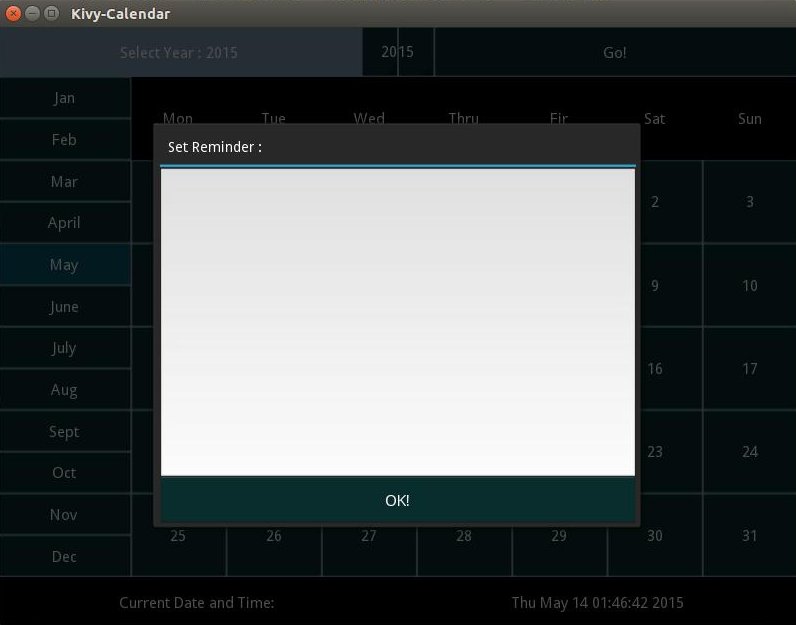 Kivy-Calendar
Select Year : 2015
2015
Go!
Jan
Feb
Mar
April
May
June
July
Aug
Sept
Oct
Nov
Dec
Mon Tue Wed Thru Fir Sat Sun
Set Reminder :
2 3
9 10
16 17
23 24
25 26 27 28 29 30 31
OK!
Current Date and Time: Thu May 14 01:46:42 2015